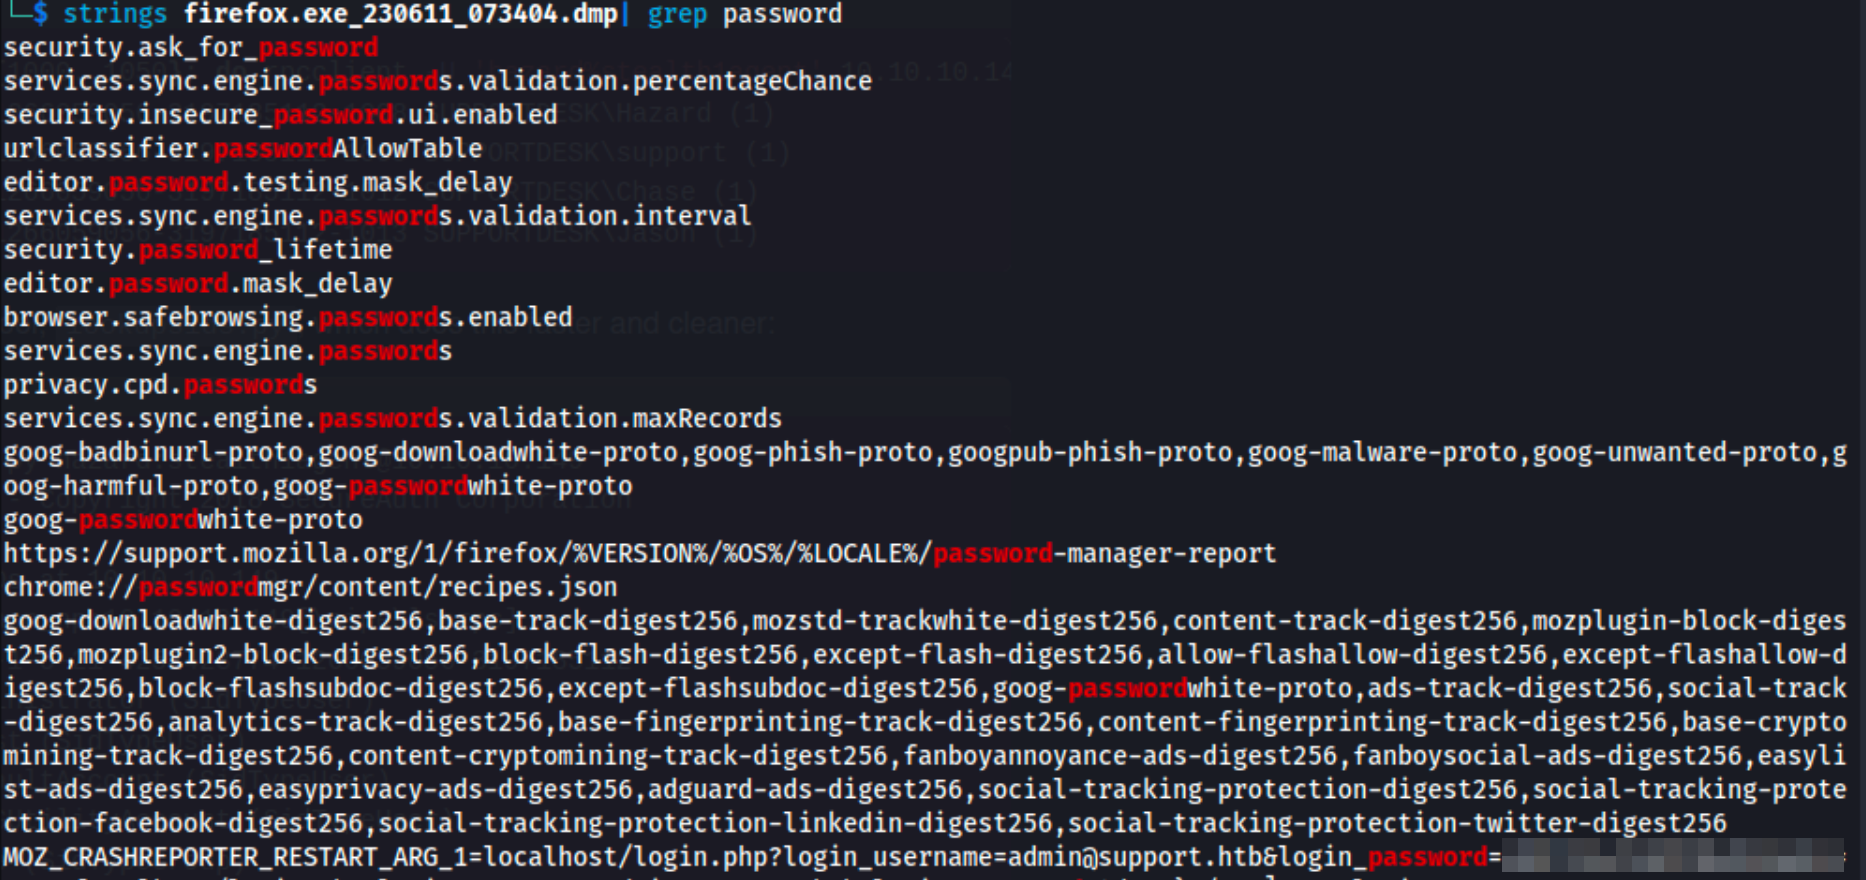 └─$ strings firefox.exe_230611_073404.dmp| grep password
security.ask_for_password
services.sync.engine.passwords.validation.percentageChance
security.insecure_password.ui.enabled
urlclassifier.passwordAllowTable
editor.password.testing.mask_delay
services.sync.engine.passwords.validation.interval
security.password_lifetime
editor.password.mask_delay
browser.safebrowsing.passwords.enabled
services.sync.engine.passwords
privacy.cpd.passwords
services.sync.engine.passwords.validation.maxRecords
goog-badbinurl-proto,goog-downloadwhite-proto,goog-phish-proto,googpub-phish-proto,goog-malware-proto,goog-unwanted-proto,g
oog-harmful-proto,goog-passwordwhite-proto
goog-passwordwhite-proto
https://support.mozilla.org/1/firefox/%VERSION%/%OS%/%LOCALE%/password-manager-report
chrome://passwordmgr/content/recipes.json
goog-downloadwhite-digest256,base-track-digest256,mozstd-trackwhite-digest256,content-track-digest256,mozplugin-block-diges
t256,mozplugin2-block-digest256,block-flash-digest256,except-flash-digest256,allow-flashallow-digest256,except-flashallow-d
igest256,block-flashsubdoc-digest256,except-flashsubdoc-digest256,goog-passwordwhite-proto,ads-track-digest256,social-track
-digest256,analytics-track-digest256,base-fingerprinting-track-digest256,content-fingerprinting-track-digest256,base-crypto
mining-track-digest256,content-cryptomining-track-digest256,fanboyannoyance-ads-digest256,fanboysocial-ads-digest256,easyli
st-ads-digest256,easyprivacy-ads-digest256,adguard-ads-digest256,social-tracking-protection-digest256,social-tracking-prote
ction-facebook-digest256,social-tracking-protection-linkedin-digest256,social-tracking-protection-twitter-digest256
MOZ_CRASHREPORTER_RESTART_ARG_1=localhost/login.php?login_username=admin@support.htb&login_password=